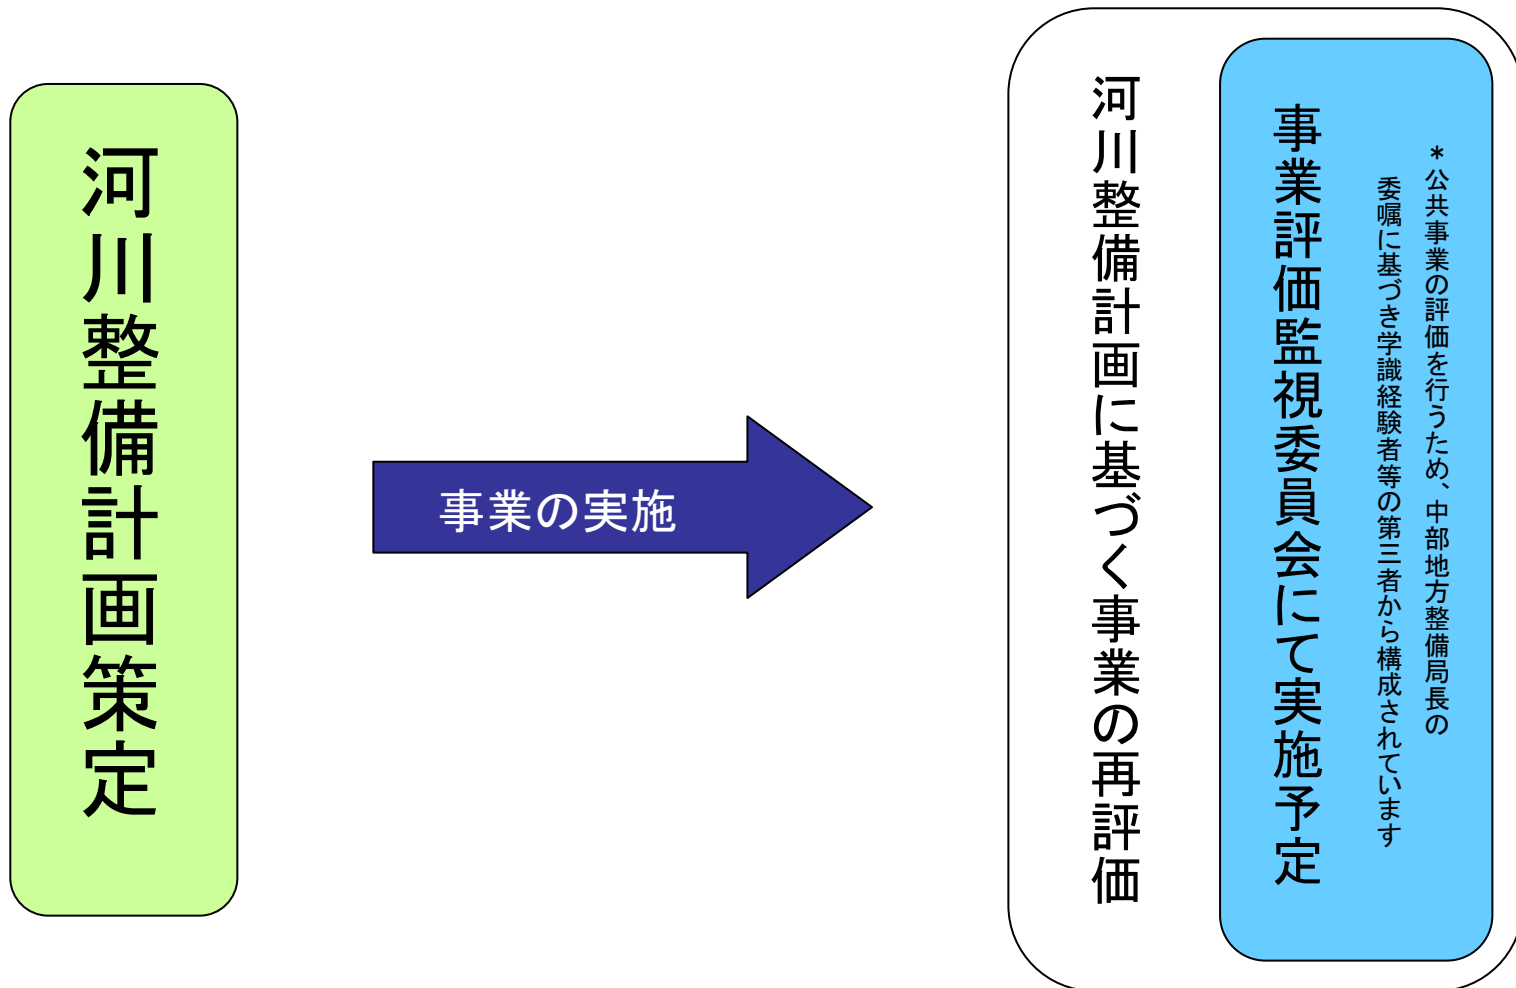 河川整備計画策定
事業の実施
河川整備計画に基づく事業の再評価
事業評価監視委員会にて実施予定
*公共事業の評価を行うため、中部地方整備局長の
委嘱に基づき学識経験者等の第三者から構成されています